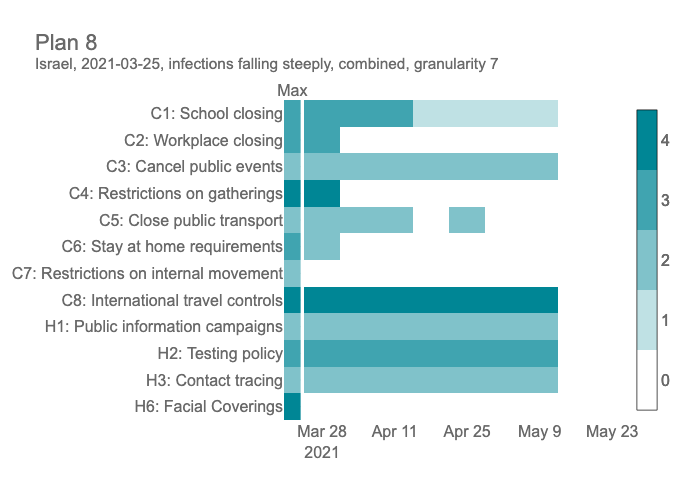 Plan 8
Israel, 2021-03-25, infections falling steeply, combined, granularity 7
Max
C1: School closing
C2: Workplace closing
C3: Cancel public events
C4: Restrictions on gatherings
C5: Close public transport
C6: Stay at home requirements
C7: Restrictions on internal movement
C8: International travel controls
H1: Public information campaigns
H2: Testing policy
H3: Contact tracing
H6: Facial Coverings
Mar 28 Apr 11 Apr 25 May 9 May 23
2021
4
3
2
1
0